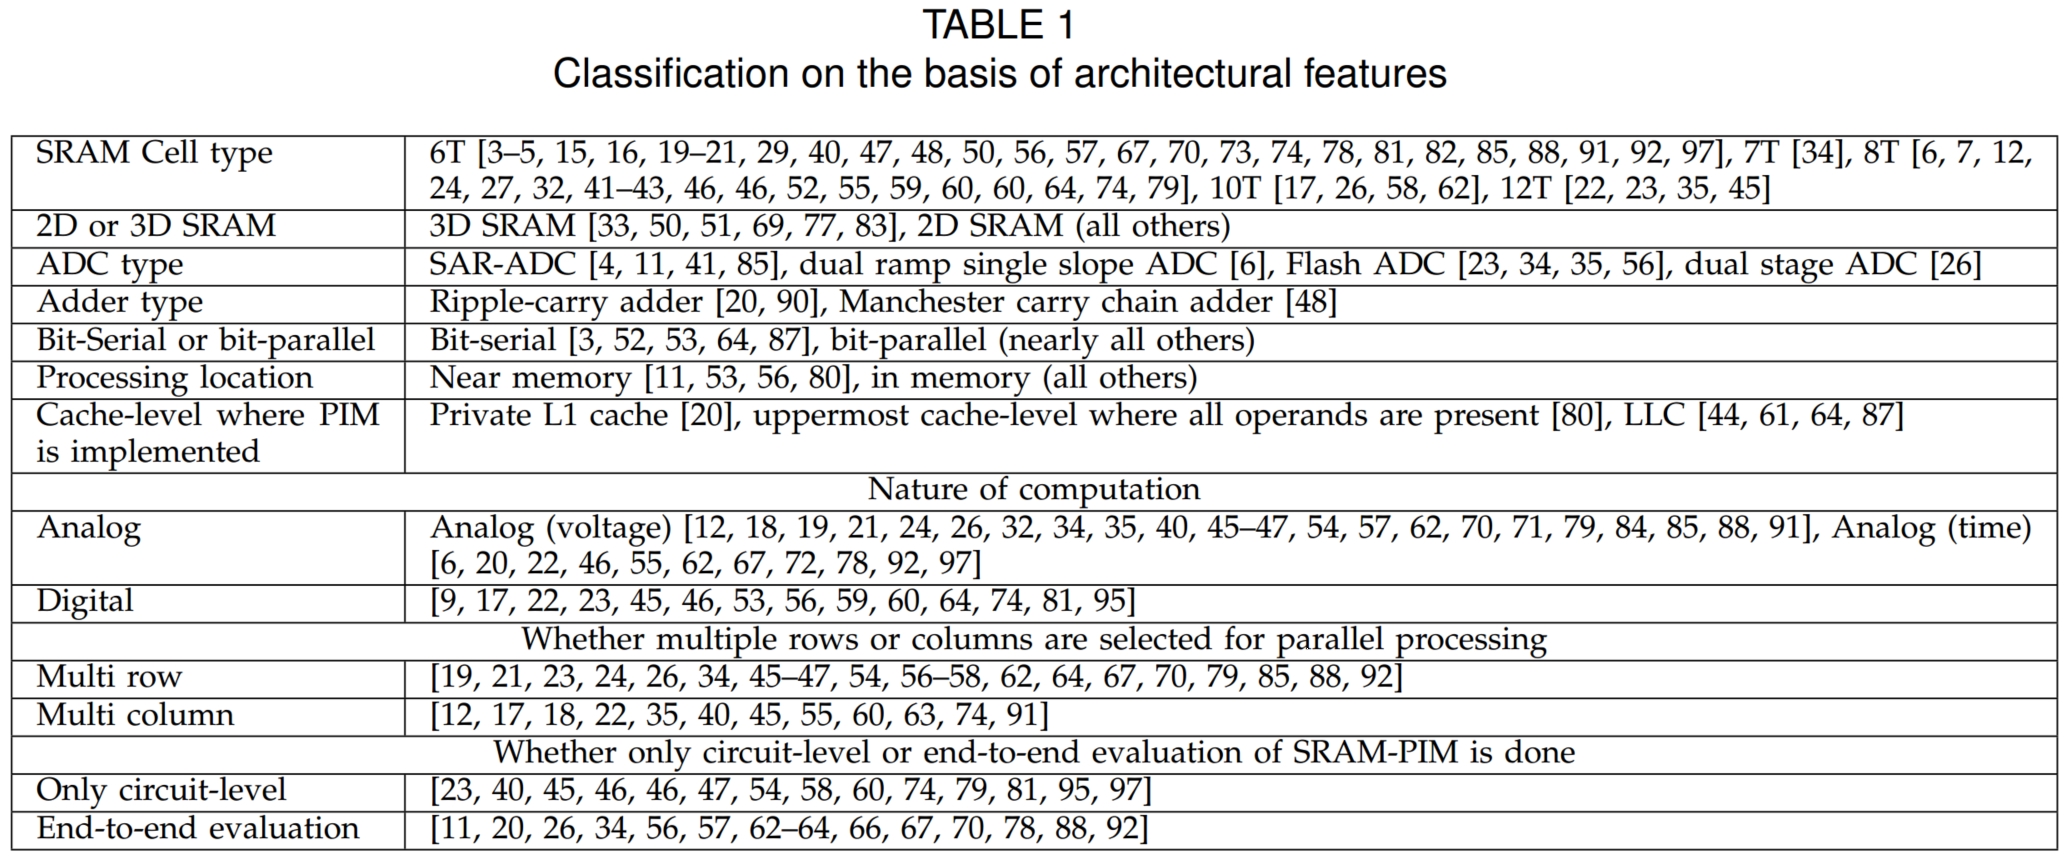 TABLE 1
Classification on the basis of architectural features
SRAM Cell type
6T [3–5, 15, 16, 19–21, 29, 40, 47, 48, 50, 56, 57, 67, 70, 73, 74, 78, 81, 82, 85, 88, 91, 92, 97], 7T [34], 8T [6, 7, 12,
24, 27, 32, 41–43, 46, 46, 52, 55, 59, 60, 60, 64, 74, 79], 10T [17, 26, 58, 62], 12T [22, 23, 35, 45]
2D or 3D SRAM
3D SRAM [33, 50, 51, 69, 77, 83], 2D SRAM (all others)
ADC type
SAR-ADC [4, 11, 41, 85], dual ramp single slope ADC [6], Flash ADC [23, 34, 35, 56], dual stage ADC [26]
Adder type
Ripple-carry adder [20, 90], Manchester carry chain adder [48]
Bit-Serial or bit-parallel
Bit-serial [3, 52, 53, 64, 87], bit-parallel (nearly all others)
Processing location
Near memory [11, 53, 56, 80], in memory (all others)
Cache-level where PIM
is implemented
Private L1 cache [20], uppermost cache-level where all operands are present [80], LLC [44, 61, 64, 87]
Nature of computation
Analog
Analog (voltage) [12, 18, 19, 21, 24, 26, 32, 34, 35, 40, 45–47, 54, 57, 62, 70, 71, 79, 84, 85, 88, 91], Analog (time)
[6, 20, 22, 46, 55, 62, 67, 72, 78, 92, 97]
Digital
[9, 17, 22, 23, 45, 46, 53, 56, 59, 60, 64, 74, 81, 95]
Whether multiple rows or columns are selected for parallel processing
Multi row
[19, 21, 23, 24, 26, 34, 45–47, 54, 56–58, 62, 64, 67, 70, 79, 85, 88, 92]
Multi column
[12, 17, 18, 22, 35, 40, 45, 55, 60, 63, 74, 91]
Whether only circuit-level or end-to-end evaluation of SRAM-PIM is done
Only circuit-level
[23, 40, 45, 46, 46, 47, 54, 58, 60, 74, 79, 81, 95, 97]
End-to-end evaluation
[11, 20, 26, 34, 56, 57, 62–64, 66, 67, 70, 78, 88, 92]